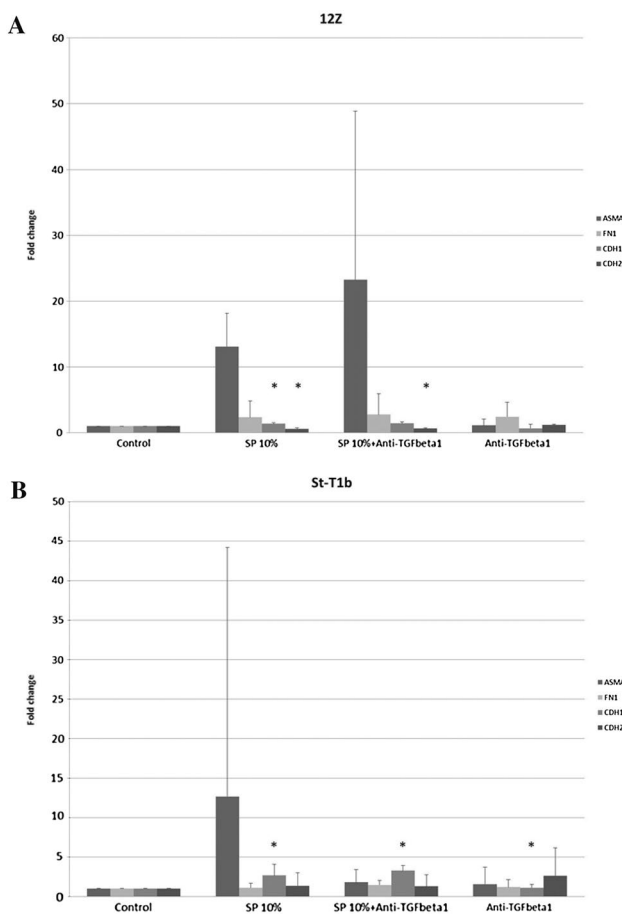 A
12Z
60
50
40
30
20
10
0
Fold change
* * *
Control SP 10% SP 10%+Anti-TGFbeta1 Anti-TGFbeta1
ASMA
FN1
CDH1
CDH2
B
St-T1b
50
45
40
35
30
25
20
15
10
5
0
Fold change
* * *
Control SP 10% SP 10%+Anti-TGFbeta1 Anti-TGFbeta1
ASMA
FN1
CDH1
CDH2